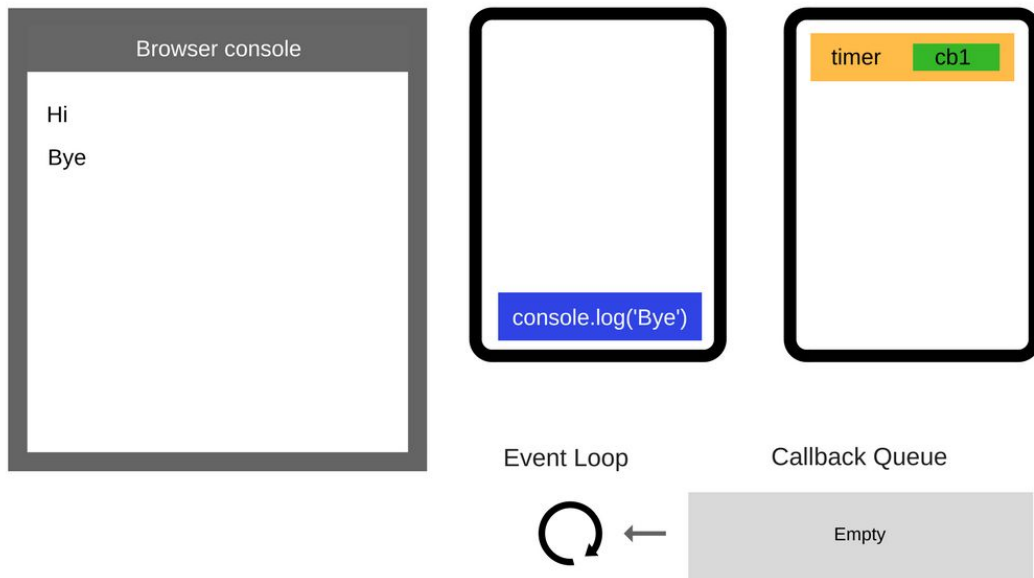 Browser console
Hi
Bye
console.log('Bye')
timer
cb1
Event Loop
Callback Queue
Empty